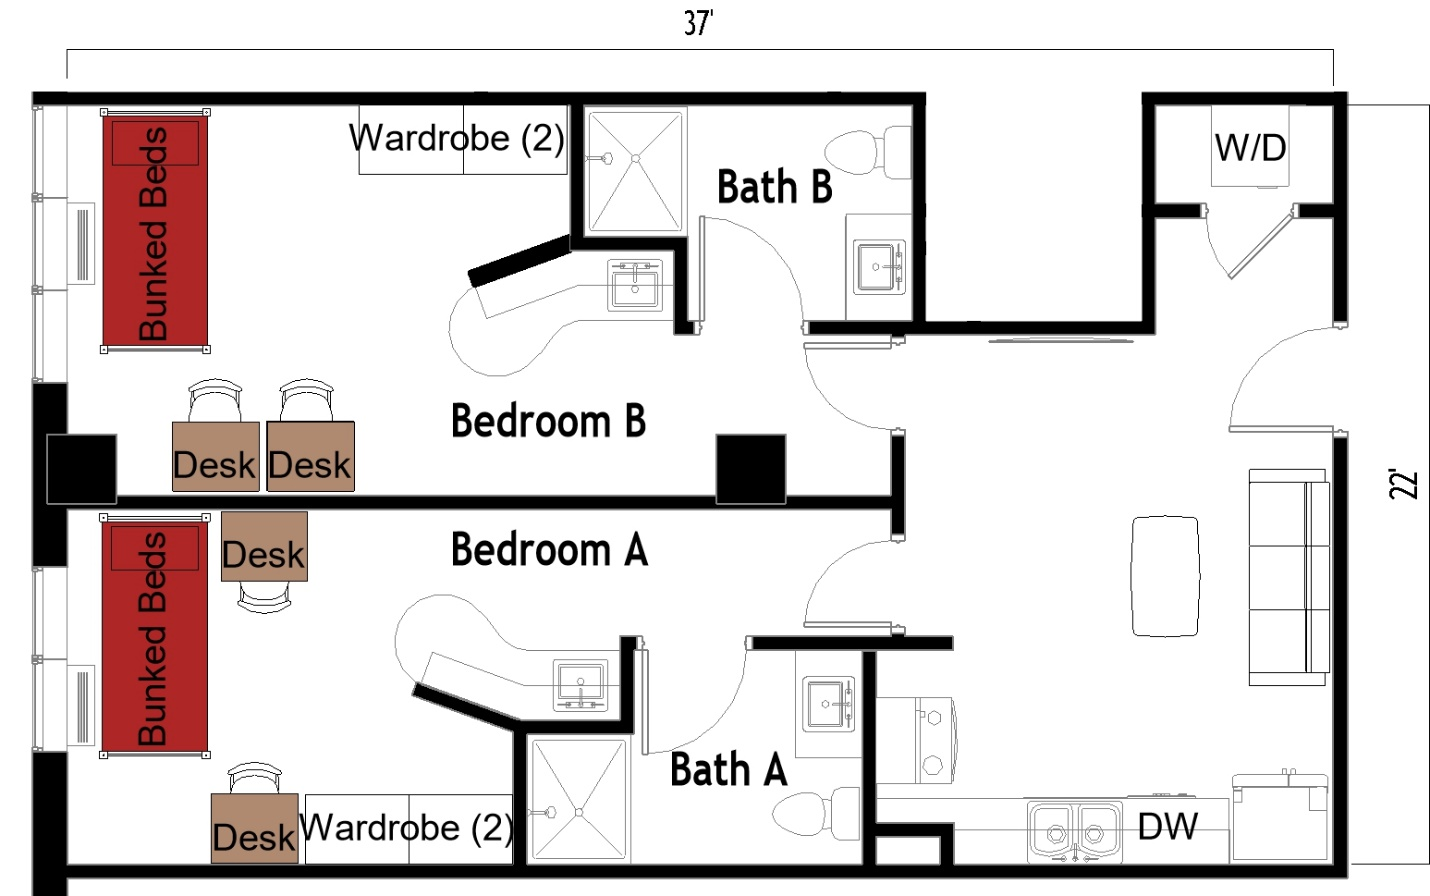 37'
Wardrobe (2)
W/D
Bath B
Bunked Beds
Bedroom B
Desk
Desk
22'
Bedroom A
Desk
Bunked Beds
Bath A
Desk
Wardrobe (2)
DW